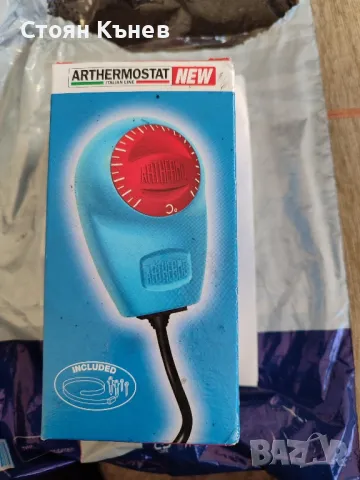 Стоян Кънев
ARTHERMOSTAT NEW
ITALIAN LINE
°C
INCLUDED
BAZAR